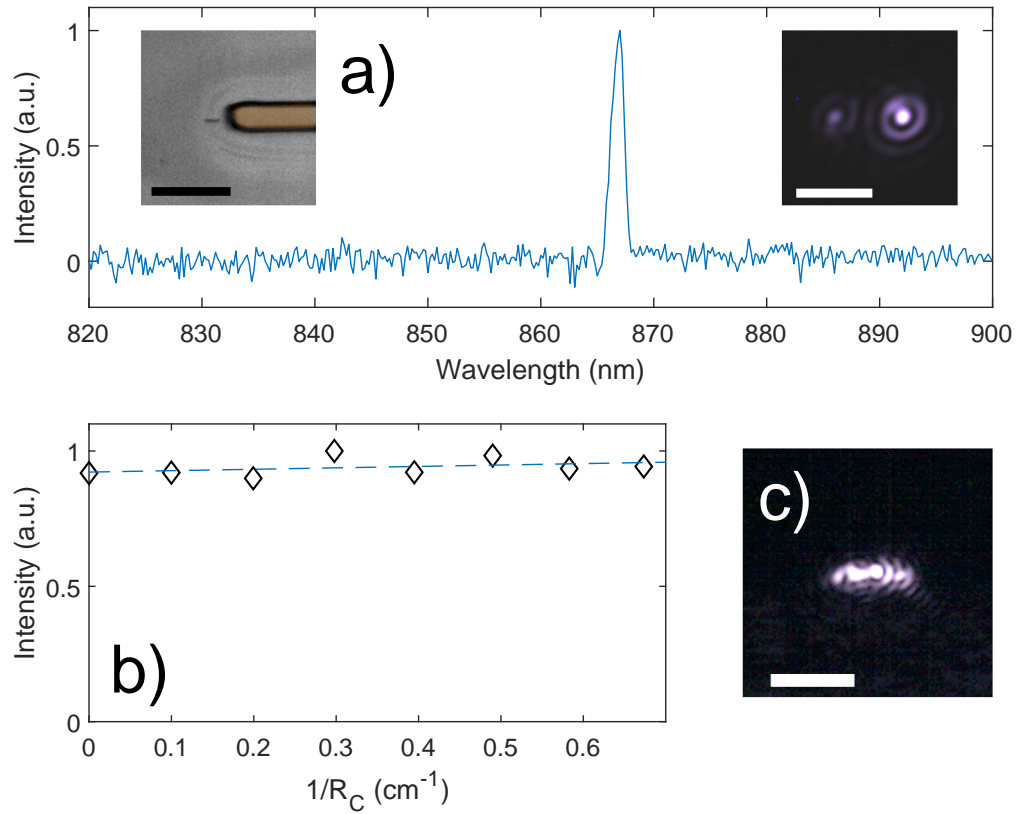 a)
Intensity (a.u.)
1
0.5
0
820 830 840 850 860 870 880 890 900
Wavelength (nm)
b)
Intensity (a.u.)
1
0.5
0
0 0.1 0.2 0.3 0.4 0.5 0.6
1/R_C (cm^-1)
c)